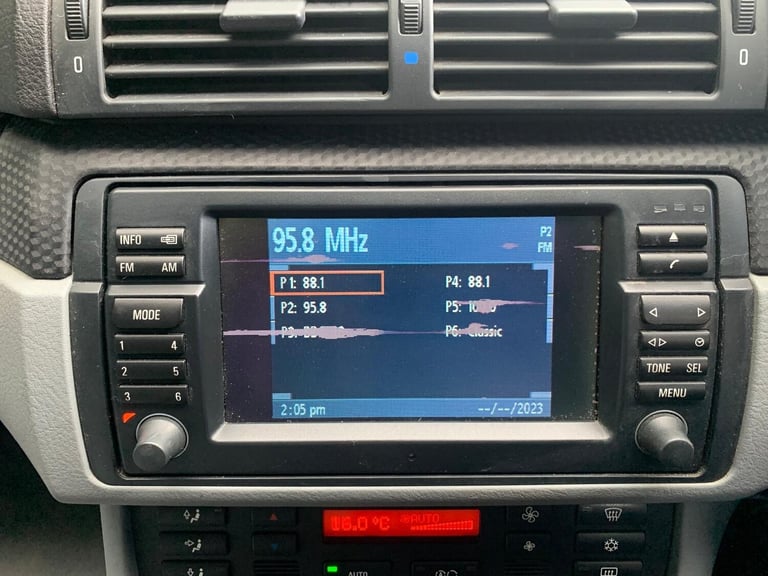 0
0
INFO
FM AM
MODE
1 4
2 5
3 6
95.8 MHz
P2
FM
P1: 88.1
P4: 88.1
P2: 95.8
P5:
P3:
P6: Classic
2:05 pm
--/--/2023
TONE SEL
MENU
16.0°C
AUTO
AUTO